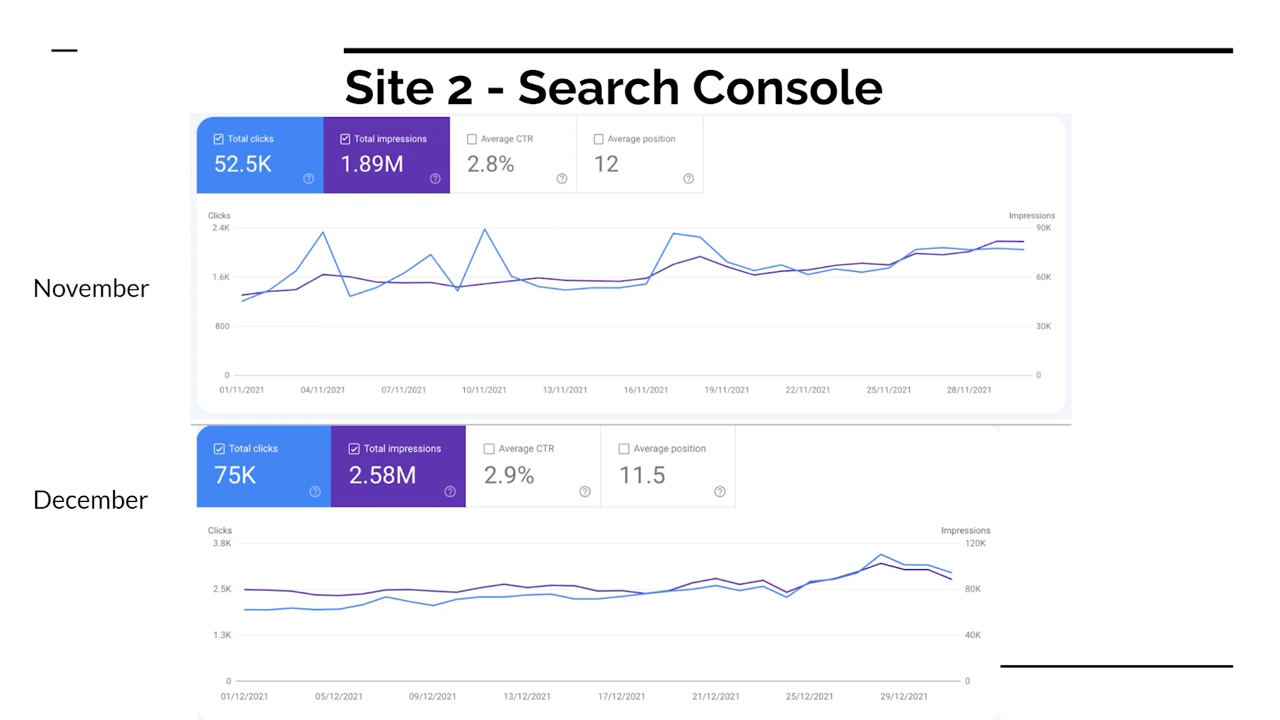 Site 2 - Search Console
Total clicks Total impressions Average CTR Average position
52.5K 1.89M 2.8% 12
Clicks Impressions
2.4K 90K
November
1.6K 60K
800 30K
0 0
01/11/2021 04/11/2021 07/11/2021 10/11/2021 13/11/2021 16/11/2021 19/11/2021 22/11/2021 25/11/2021 28/11/2021
Total clicks Total impressions Average CTR Average position
75K 2.58M 2.9% 11.5
December
Clicks Impressions
3.8K 120K
2.5K 80K
1.3K 40K
0 0
01/12/2021 05/12/2021 09/12/2021 13/12/2021 17/12/2021 21/12/2021 25/12/2021 29/12/2021